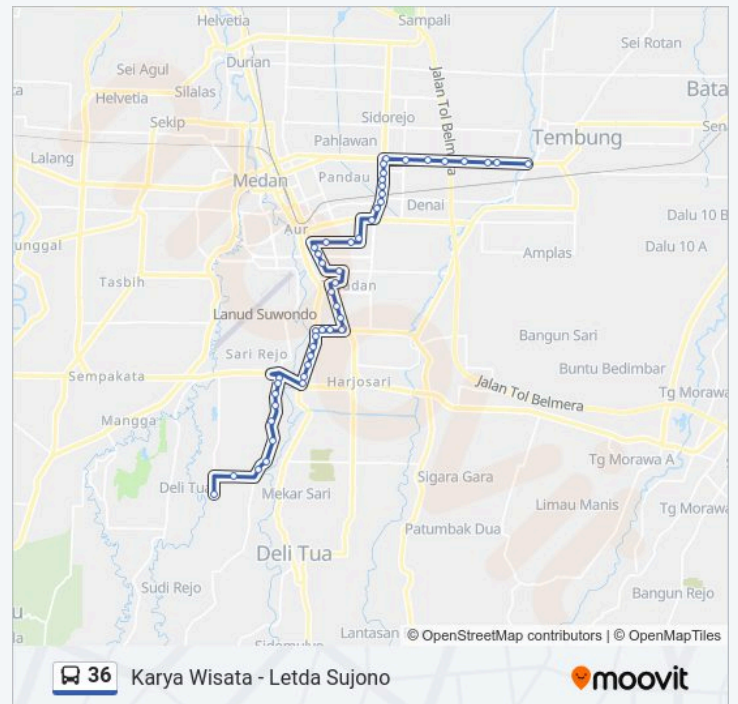 Helvetia
Sampali
Sei Rotan
Durian
Sei Agul
Helvetia
Silalas
Jalan Tol Belmera
Bata
Sidorejo
Sekip
Pahlawan
Tembung
Sena
Lalang
Medan
Pandau
Denai
Dalu 10 B
Aur
unggal
Dalu 10 A
Amplas
Tasbih
dan
Lanud Suwondo
Bangun Sari
Sari Rejo
Buntu Bedimbar
Sempakata
Harjosari
Jalan Tol Belmera
Tg Morawa
Mangga
Tg Morawa A
Sigara Gara
Deli Tua
Mekar Sari
Limau Manis
Tg Morawa
Patumbak Dua
Deli Tua
Sudi Rejo
Bangun Rejo
u
la
Lantasan
Sidomulyo
© OpenStreetMap contributors | © OpenMapTiles
36 Karya Wisata - Letda Sujono
moovit